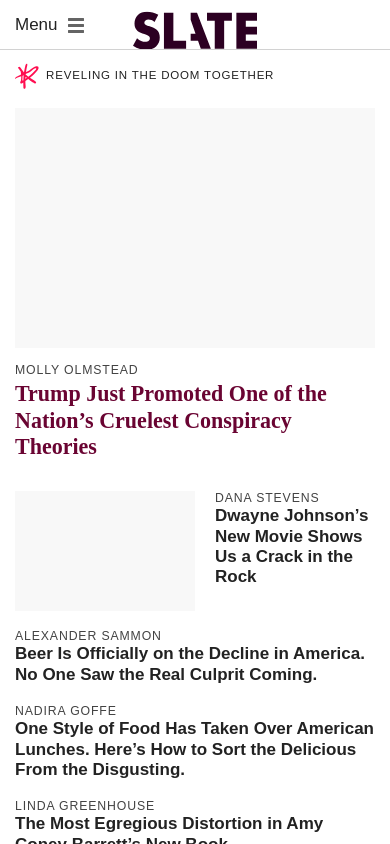 Menu
SLATE
REVELING IN THE DOOM TOGETHER
MOLLY OLMSTEAD
Trump Just Promoted One of the
Nation’s Cruelest Conspiracy
Theories
DANA STEVENS
Dwayne Johnson’s
New Movie Shows
Us a Crack in the
Rock
ALEXANDER SAMMON
Beer Is Officially on the Decline in America.
No One Saw the Real Culprit Coming.
NADIRA GOFFE
One Style of Food Has Taken Over American
Lunches. Here’s How to Sort the Delicious
From the Disgusting.
LINDA GREENHOUSE
The Most Egregious Distortion in Amy
Coney Barrett’s New Book